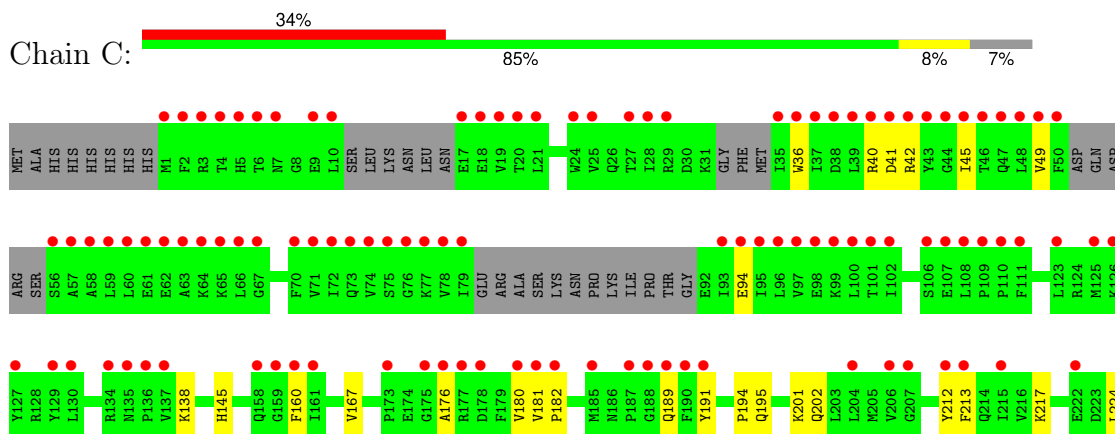 34%
Chain C:
85% 8% 7%
MET ALA HIS HIS HIS HIS HIS HIS M1 F2 R3 T4 H5 T6 N7 G8 E9 L10 SER LEU LYS ASN LEU ASN E17 E18 V19 T20 L21 W24 V25 Q26 T27 I28 R29 D30 K31 GLY PHE MET I35 W36 I37 D38 L39 R40 D41 R42 Y43 G44 I45 T46 Q47 L48 V49 F50 ASP GLN ASP
ARG SER S56 A57 A58 L59 L60 E61 E62 A63 K64 K65 L66 G67 F70 V71 I72 Q73 V74 S75 G76 K77 V78 I79 GLU ARG ALA SER LYS ASN PRO LYS ILE PRO THR GLY E92 I93 E94 I95 L96 V97 E98 K99 L100 T101 I102 S106 E107 L108 P109 P110 F111 L123 R124 M125 K126
Y127 R128 Y129 L130 R134 N135 P136 V137 K138 H145 Q158 G159 F160 I161 V167 P173 E174 G175 A176 R177 D178 F179 V180 V181 P182 M185 N186 P187 G188 Q189 F190 Y191 P194 Q195 K201 Q202 L203 L204 M205 V206 G207 Y212 F213 Q214 I215 V216 K217 E222 D223